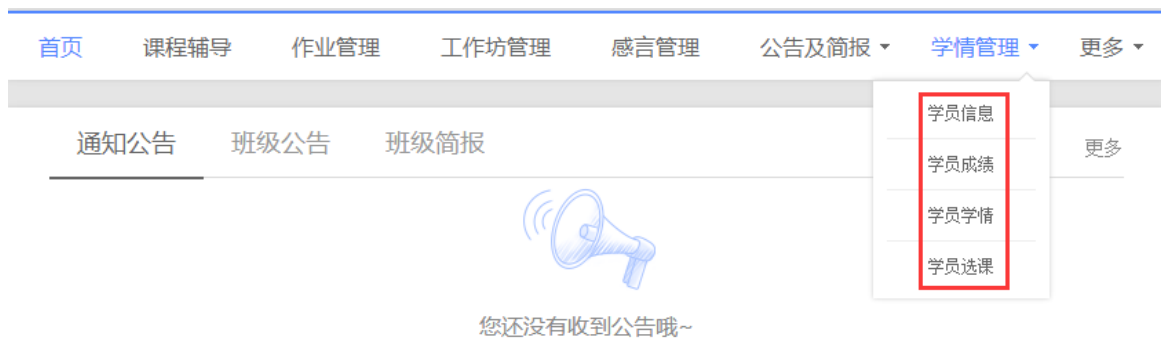 首页 课程辅导 作业管理 工作坊管理 感言管理 公告及简报 学情管理 更多
学员信息
通知公告 班级公告 班级简报 更多
学员成绩
学员学情
学员选课
您还没有收到公告哦~